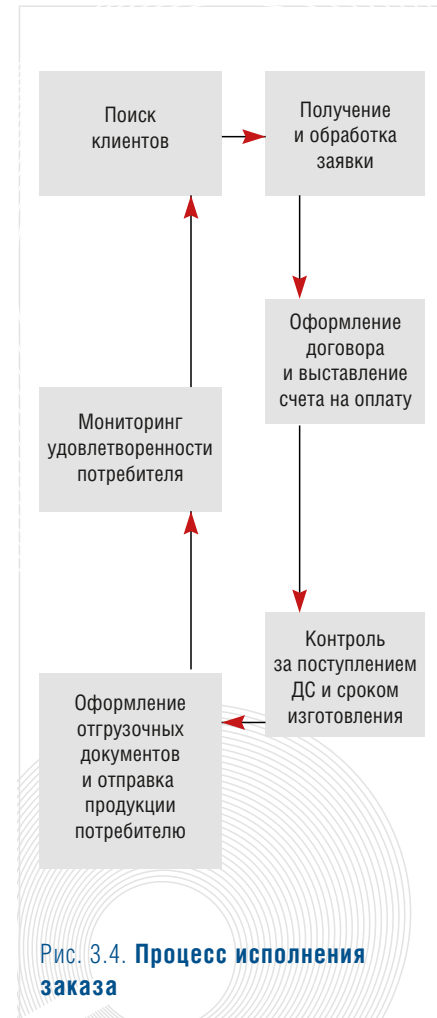 Поиск
клиентов
Получение
и обработка
заявки
Оформление
договора
и выставление
счета на оплату
Контроль
за поступлением
ДС и сроком
изготовления
Оформление
отгрузочных
документов
и отправка
продукции
потребителю
Мониторинг
удовлетворенности
потребителя
Рис. 3.4. Процесс исполнения
заказа